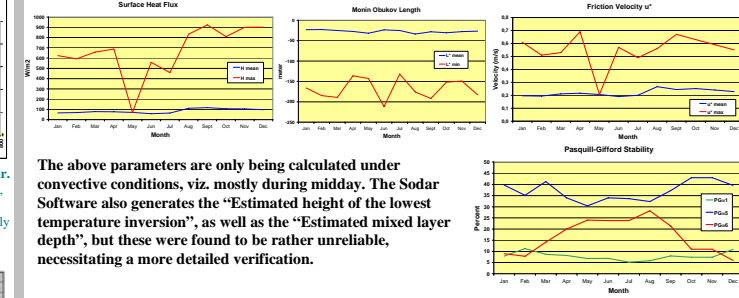 Surface Heat Flux
1000
900
800
700
600
500
400
300
200
100
0
W/m2
Jan Feb Mar Apr May Jun Jul Aug Sept Oct Nov Dec
Month
H mean
H max
Monin Obukov Length
0
-50
-100
-150
-200
-250
meter
Jan Feb Mar Apr May Jun Jul Aug Sept Oct Nov Dec
Month
L* mean
L* min
Friction Velocity u*
0,8
0,7
0,6
0,5
0,4
0,3
0,2
0,1
0,0
Velocity (m/s)
Jan Feb Mar Apr May Jun Jul Aug Sep Oct Nov Dec
Month
u* mean
u* max
r.
ly
The above parameters are only being calculated under
convective conditions, viz. mostly during midday. The Sodar
Software also generates the “Estimated height of the lowest
temperature inversion”, as well as the “Estimated mixed layer
depth”, but these were found to be rather unreliable,
necessitating a more detailed verification.
Pasquill-Gifford Stability
50
45
40
35
30
25
20
15
10
5
0
Percent
Jan Feb Mar Apr May Jun Jul Aug Sep Oct Nov Dec
Month
PG=1
PG=5
PG=6